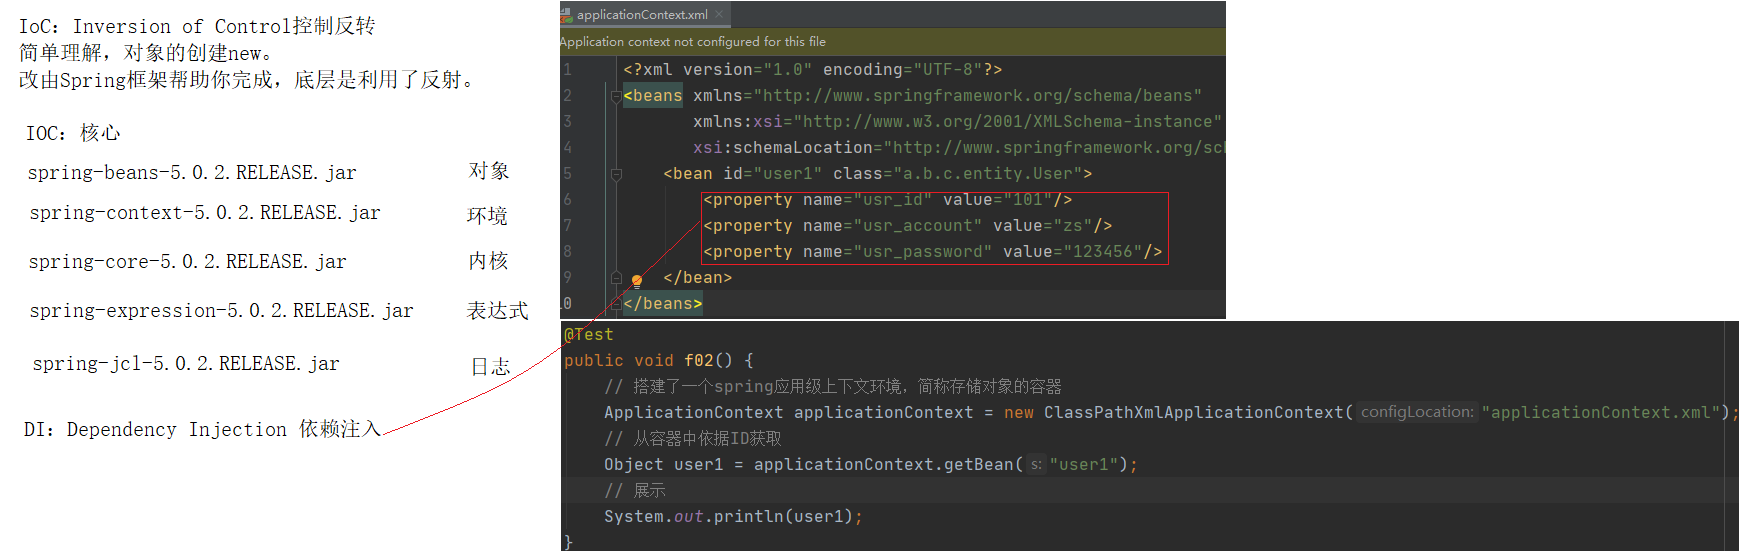 IoC: Inversion of Control控制反转
简单理解，对象的创建new。
改由Spring框架帮助你完成，底层是利用了反射。
IOC: 核心
spring-beans-5.0.2.RELEASE.jar 对象
spring-context-5.0.2.RELEASE.jar 环境
spring-core-5.0.2.RELEASE.jar 内核
spring-expression-5.0.2.RELEASE.jar 表达式
spring-jcl-5.0.2.RELEASE.jar 日志
DI: Dependency Injection 依赖注入
applicationContext.xml ×
Application context not configured for this file
1 <?xml version="1.0" encoding="UTF-8"?>
2 <beans xmlns="http://www.springframework.org/schema/beans"
3 xmlns:xsi="http://www.w3.org/2001/XMLSchema-instance"
4 xsi:schemaLocation="http://www.springframework.org/sch
5 <bean id="user1" class="a.b.c.entity.User">
6 <property name="usr_id" value="101"/>
7 <property name="usr_account" value="zs"/>
8 <property name="usr_password" value="123456"/>
9 </bean>
10 </beans>
@Test
public void f02() {
// 搭建了一个spring应用级上下文环境，简称存储对象的容器
ApplicationContext applicationContext = new ClassPathXmlApplicationContext( configLocation: "applicationContext.xml");
// 从容器中依据ID获取
Object user1 = applicationContext.getBean( s: "user1");
// 展示
System.out.println(user1);
}